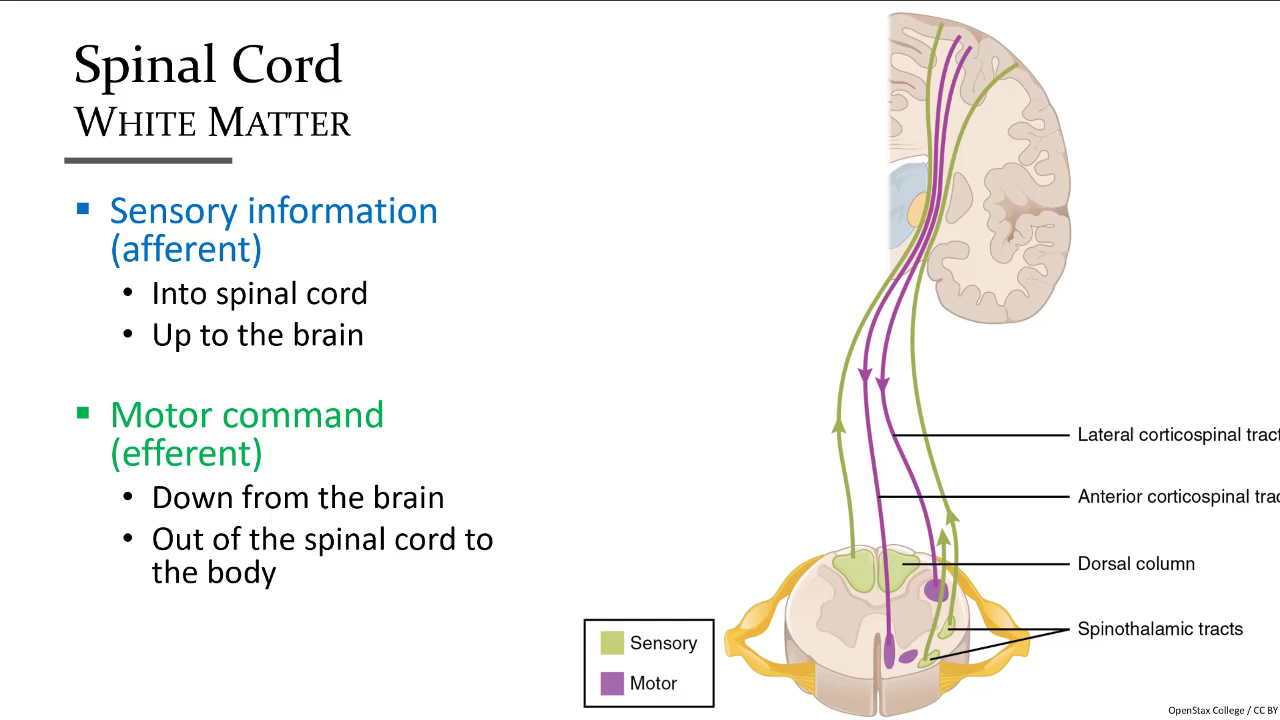 Spinal Cord
WHITE MATTER
▪ Sensory information
(afferent)
• Into spinal cord
• Up to the brain
▪ Motor command
(efferent)
• Down from the brain
• Out of the spinal cord to
the body
Lateral corticospinal tract
Anterior corticospinal trac
Dorsal column
Spinothalamic tracts
Sensory
Motor
OpenStax College / CC BY